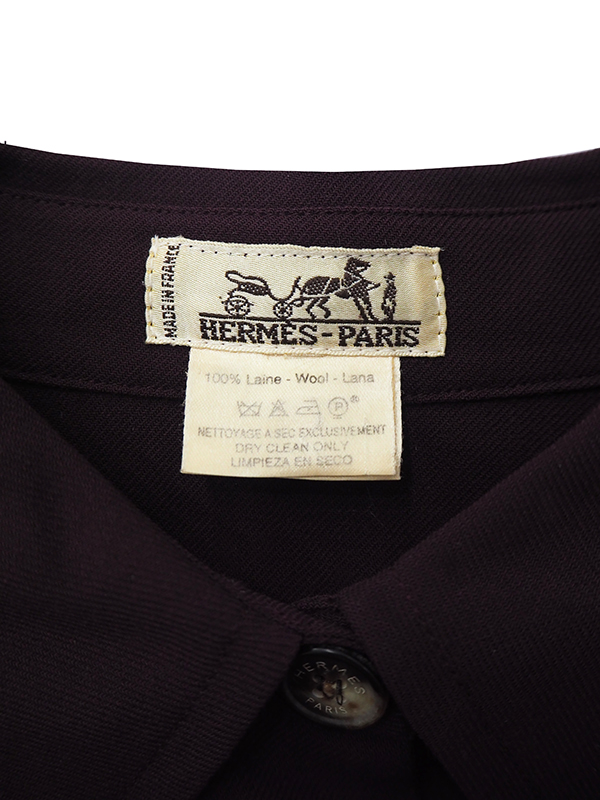 MADE IN FRANCE
HERMÈS-PARIS
100% Laine - Wool - Lana
P®
NETTOYAGE A SEC EXCLUSIVEMENT
DRY CLEAN ONLY
LIMPIEZA EN SECO
HERMES
PARIS